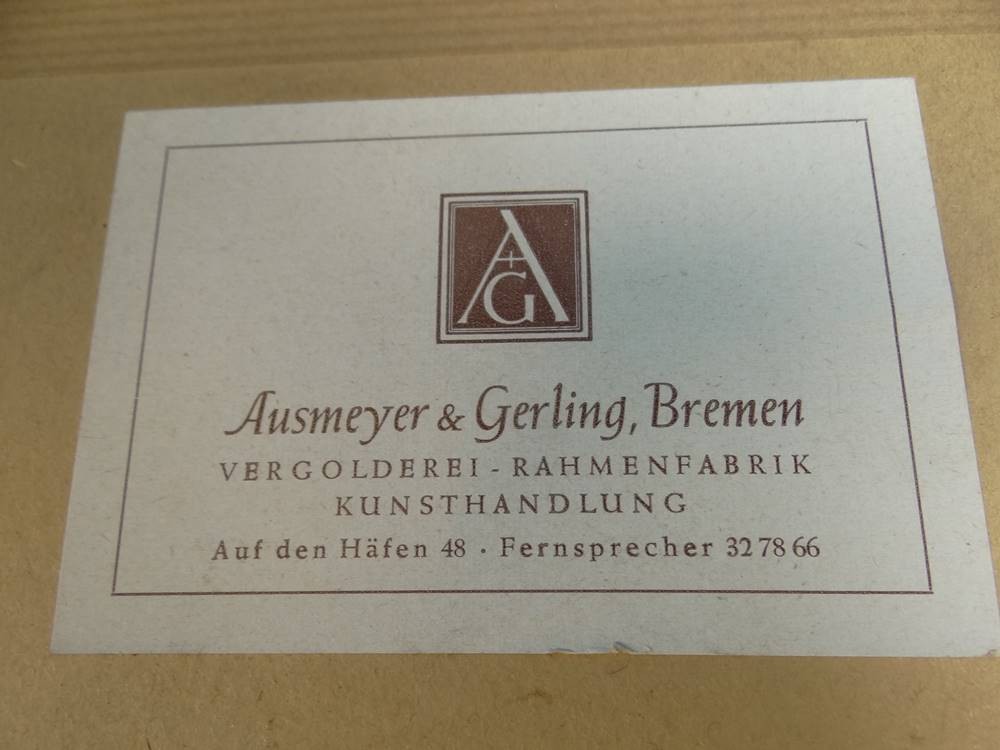 A+G
Ausmeyer & Gerling, Bremen
VERGOLDEREI - RAHMENFABRIK
KUNSTHANDLUNG
Auf den Häfen 48 · Fernsprecher 32 78 66